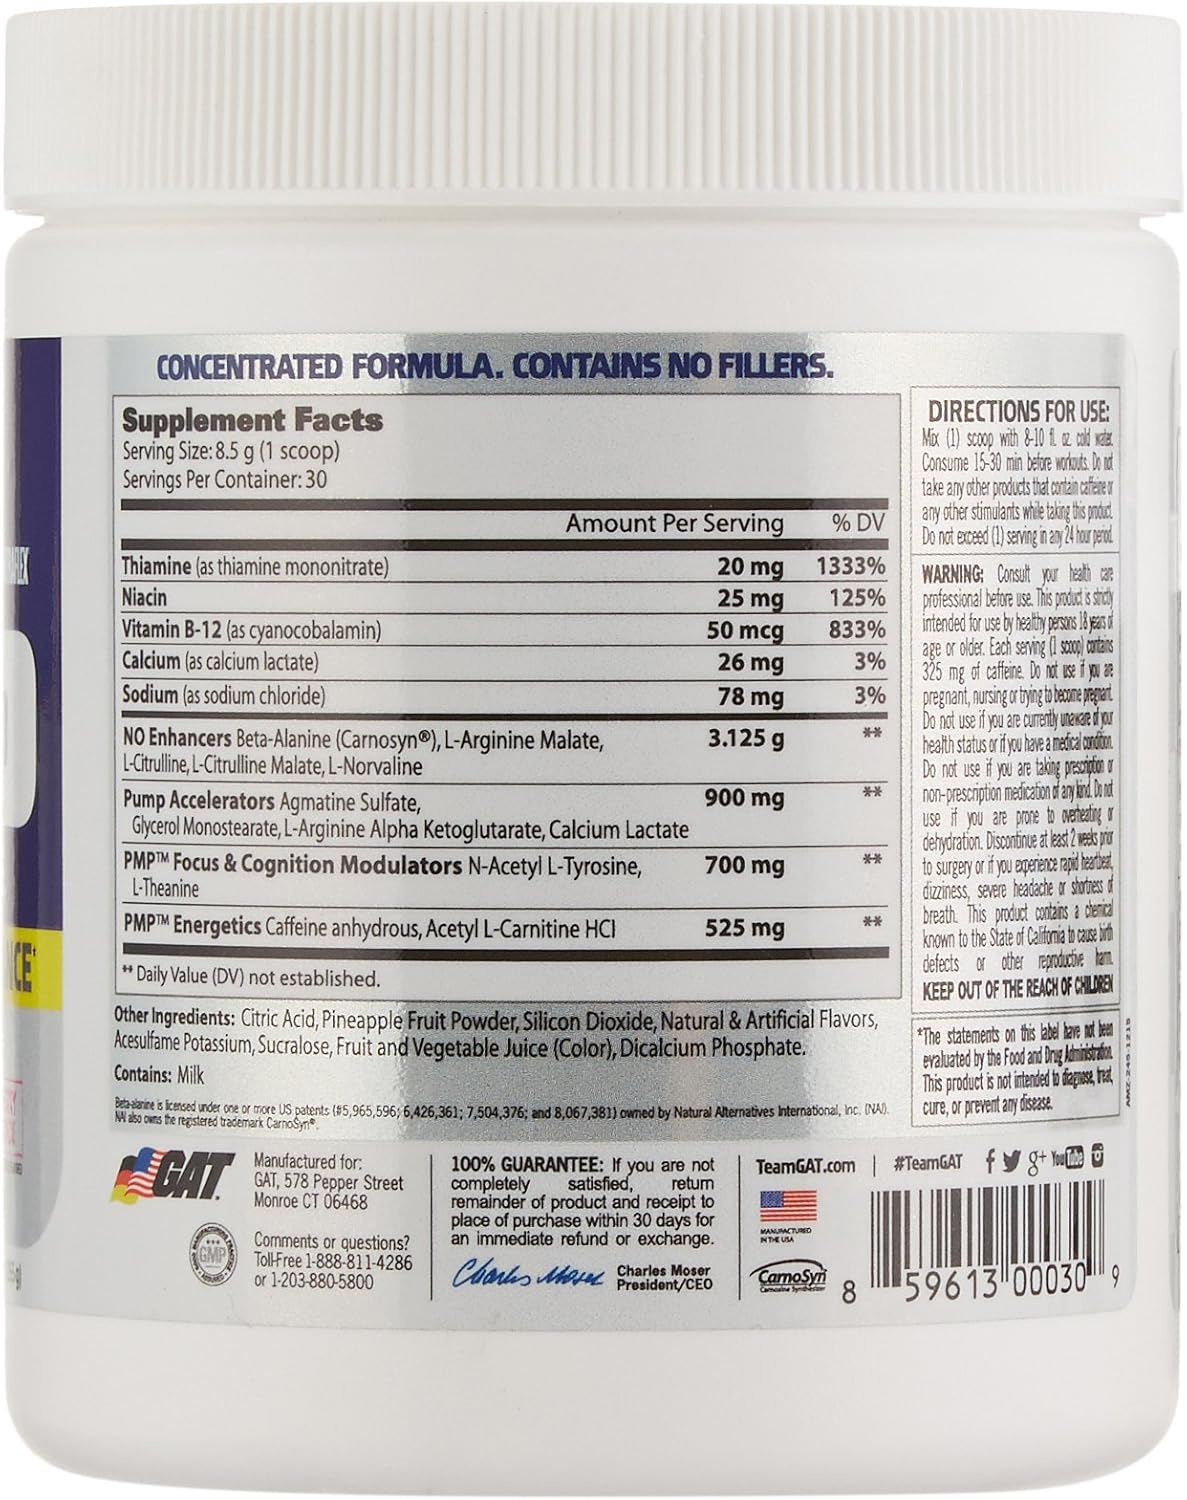 CONCENTRATED FORMULA. CONTAINS NO FILLERS.
Supplement Facts
Serving Size: 8.5 g (1 scoop)
Servings Per Container: 30
Amount Per Serving % DV
Thiamine (as thiamine mononitrate) 20 mg 1333%
Niacin 25 mg 125%
Vitamin B-12 (as cyanocobalamin) 50 mcg 833%
Calcium (as calcium lactate) 26 mg 3%
Sodium (as sodium chloride) 78 mg 3%
NO Enhancers Beta-Alanine (Carnosyn®), L-Arginine Malate, 3.125 g **
L-Citrulline, L-Citrulline Malate, L-Norvaline
Pump Accelerators Agmatine Sulfate, 900 mg **
Glycerol Monostearate, L-Arginine Alpha Ketoglutarate, Calcium Lactate
PMP™ Focus & Cognition Modulators N-Acetyl L-Tyrosine, 700 mg **
L-Theanine
PMP™ Energetics Caffeine anhydrous, Acetyl L-Carnitine HCl 525 mg **
** Daily Value (DV) not established.
Other Ingredients: Citric Acid, Pineapple Fruit Powder, Silicon Dioxide, Natural & Artificial Flavors,
Acesulfame Potassium, Sucralose, Fruit and Vegetable Juice (Color), Dicalcium Phosphate.
Contains: Milk
Beta-alanine is licensed under one or more US patents (#5,965,596; 6,426,361; 7,504,376; and 8,067,381) owned by Natural Alternatives International, Inc. (NAI).
NAI also owns the registered trademark CarnoSyn®.
DIRECTIONS FOR USE:
Mix (1) scoop with 8-10 fl. oz. cold water.
Consume 15-30 min before workouts. Do not
take any other products that contain caffeine or
any other stimulants while taking this product.
Do not exceed (1) serving in any 24 hour period.
WARNING: Consult your health care
professional before use. This product is strictly
intended for use by healthy persons 18 years of
age or older. Each serving (1 scoop) contains
325 mg of caffeine. Do not use if you are
pregnant, nursing or trying to become pregnant.
Do not use if you are currently unaware of your
health status or if you have a medical condition.
Do not use if you are taking prescription or
non-prescription medication of any kind. Do not
use if you are prone to overheating or
dehydration. Discontinue at least 2 weeks prior
to surgery or if you experience rapid heartbeat,
dizziness, severe headache or shortness of
breath. This product contains a chemical
known to the State of California to cause birth
defects or other reproductive harm.
KEEP OUT OF THE REACH OF CHILDREN
*The statements on this label have not been
evaluated by the Food and Drug Administration.
This product is not intended to diagnose, treat,
cure, or prevent any disease.
AMZ-245-1215
GAT
Manufactured for:
GAT, 578 Pepper Street
Monroe CT 06468
GMP
Comments or questions?
Toll-Free 1-888-811-4286
or 1-203-880-5800
100% GUARANTEE: If you are not
completely satisfied, return
remainder of product and receipt to
place of purchase within 30 days for
an immediate refund or exchange.
Charles Moser
Charles Moser
President/CEO
TeamGAT.com | #TeamGAT f g+ YouTube
MANUFACTURED
IN THE USA
CarnoSyn
Carnosine Synthesizer
8 59613 00030 9